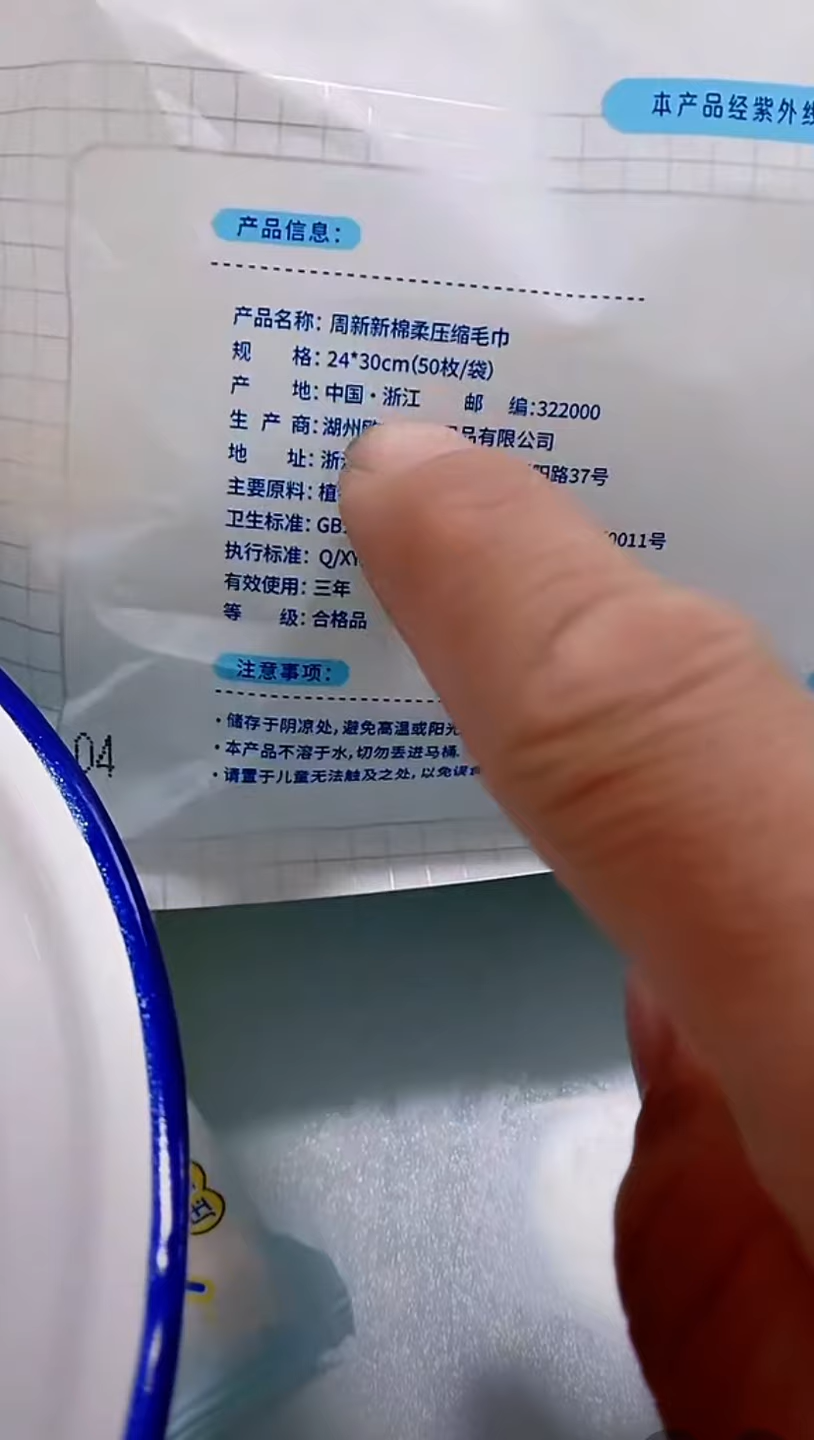 本产品经紫外
产品信息：
产品名称：周新新棉柔压缩毛巾
规 格：24*30cm(50枚/袋)
产 地：中国·浙江 邮 编：322000
生 产 商：湖州 品有限公司
地 址：浙 阳路37号
主要原料：植
卫生标准：GB 0011号
执行标准：Q/XY
有效使用：三年
等 级：合格品
注意事项：
·储存于阴凉处，避免高温或阳光
·本产品不溶于水，切勿丢进马桶.
·请置于儿童无法触及之处，以免误食
04